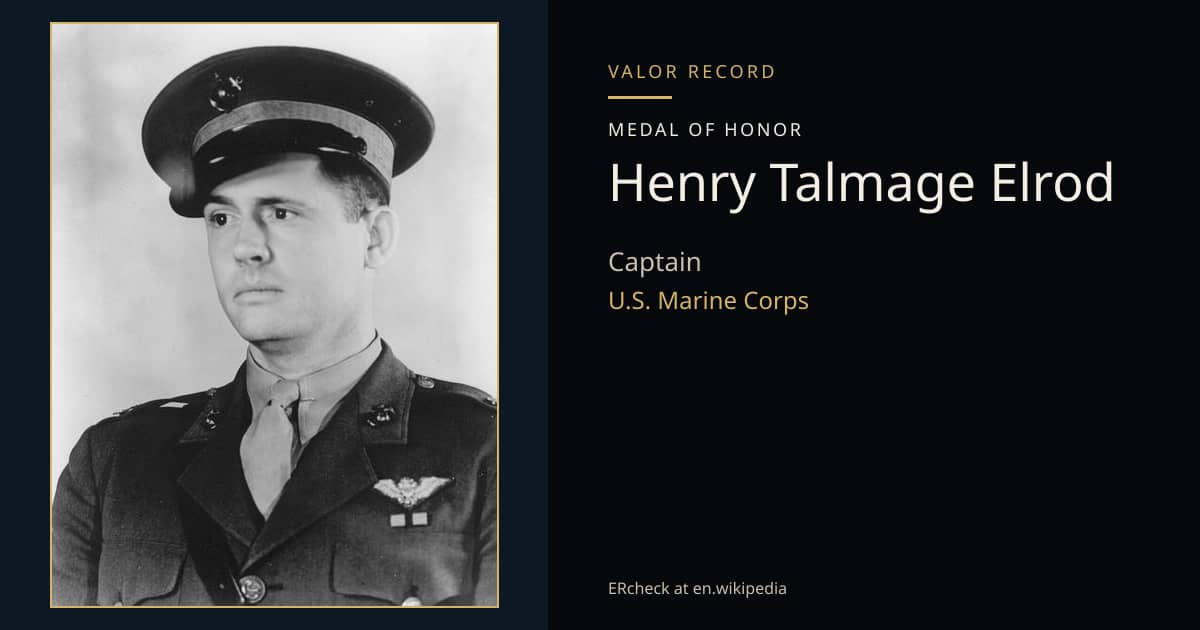 VALOR RECORD
MEDAL OF HONOR
Henry Talmage Elrod
Captain
U.S. Marine Corps
ERcheck at en.wikipedia